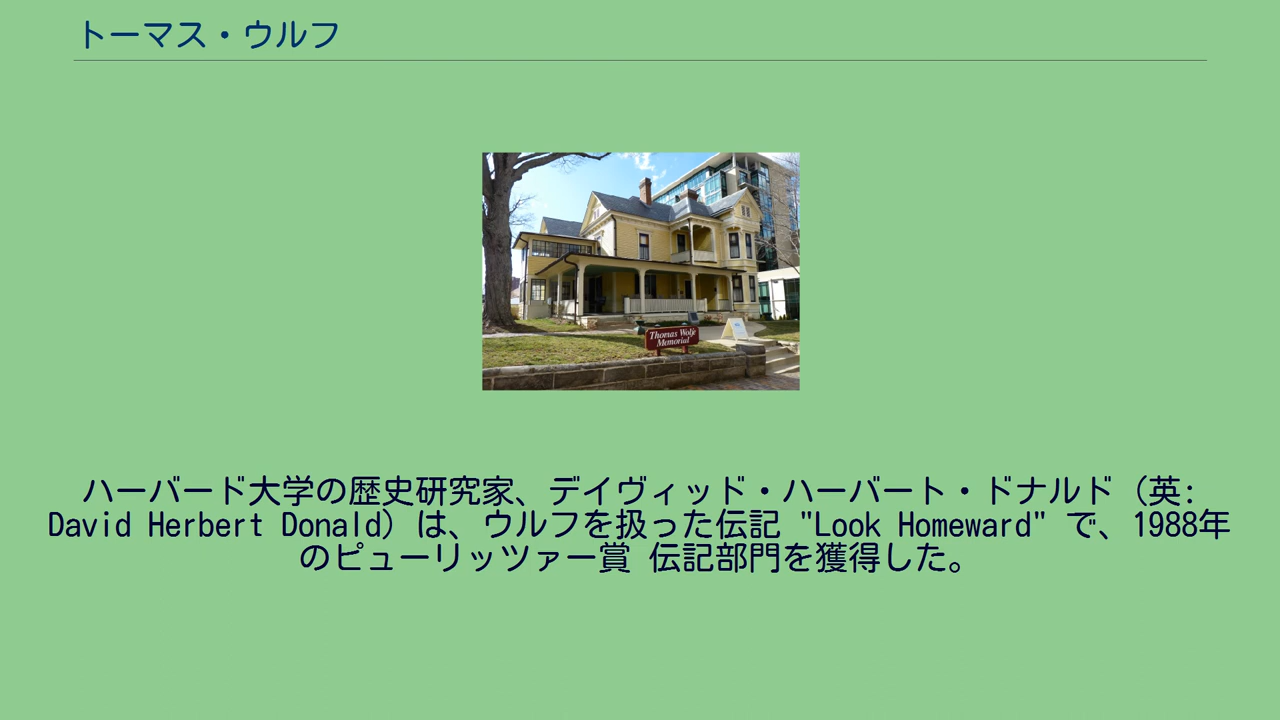 トーマス・ウルフ
Thomas Wolfe
Memorial
ハーバード大学の歴史研究家、デイヴィッド・ハーバート・ドナルド（英:
David Herbert Donald）は、ウルフを扱った伝記 "Look Homeward" で、1988年
のピューリッツァー賞 伝記部門を獲得した。